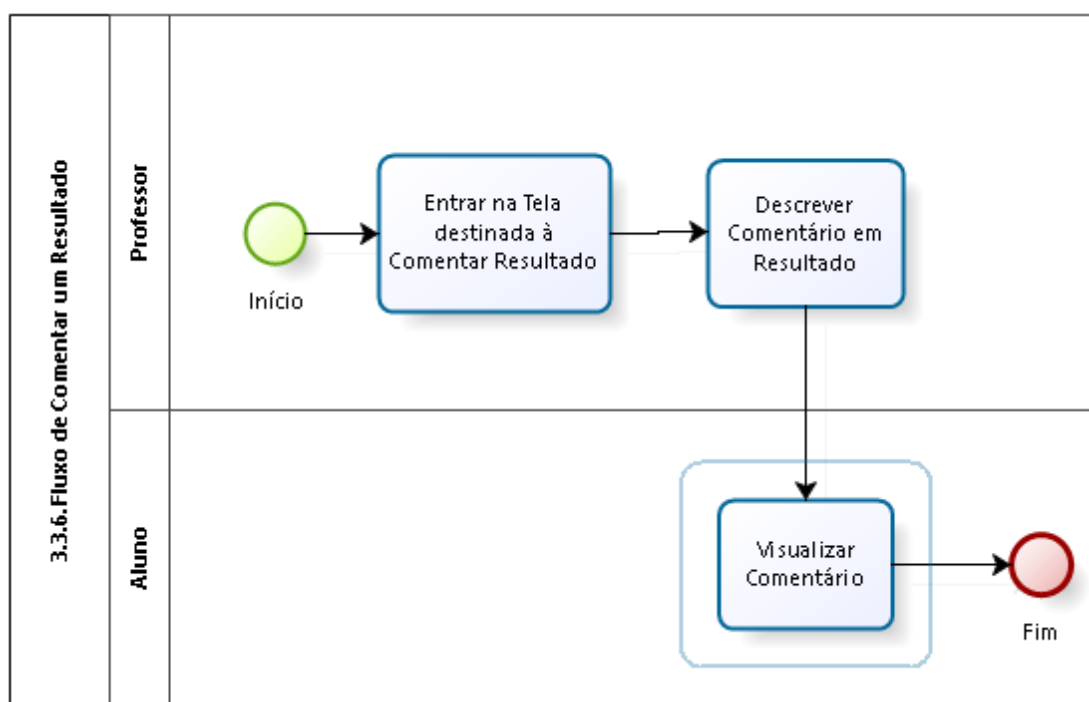 3.3.6.Fluxo de Comentar um Resultado
Professor
Início
Entrar na Tela
destinada à
Comentar Resultado
Descrever
Comentário em
Resultado
Aluno
Visualizar
Comentário
Fim